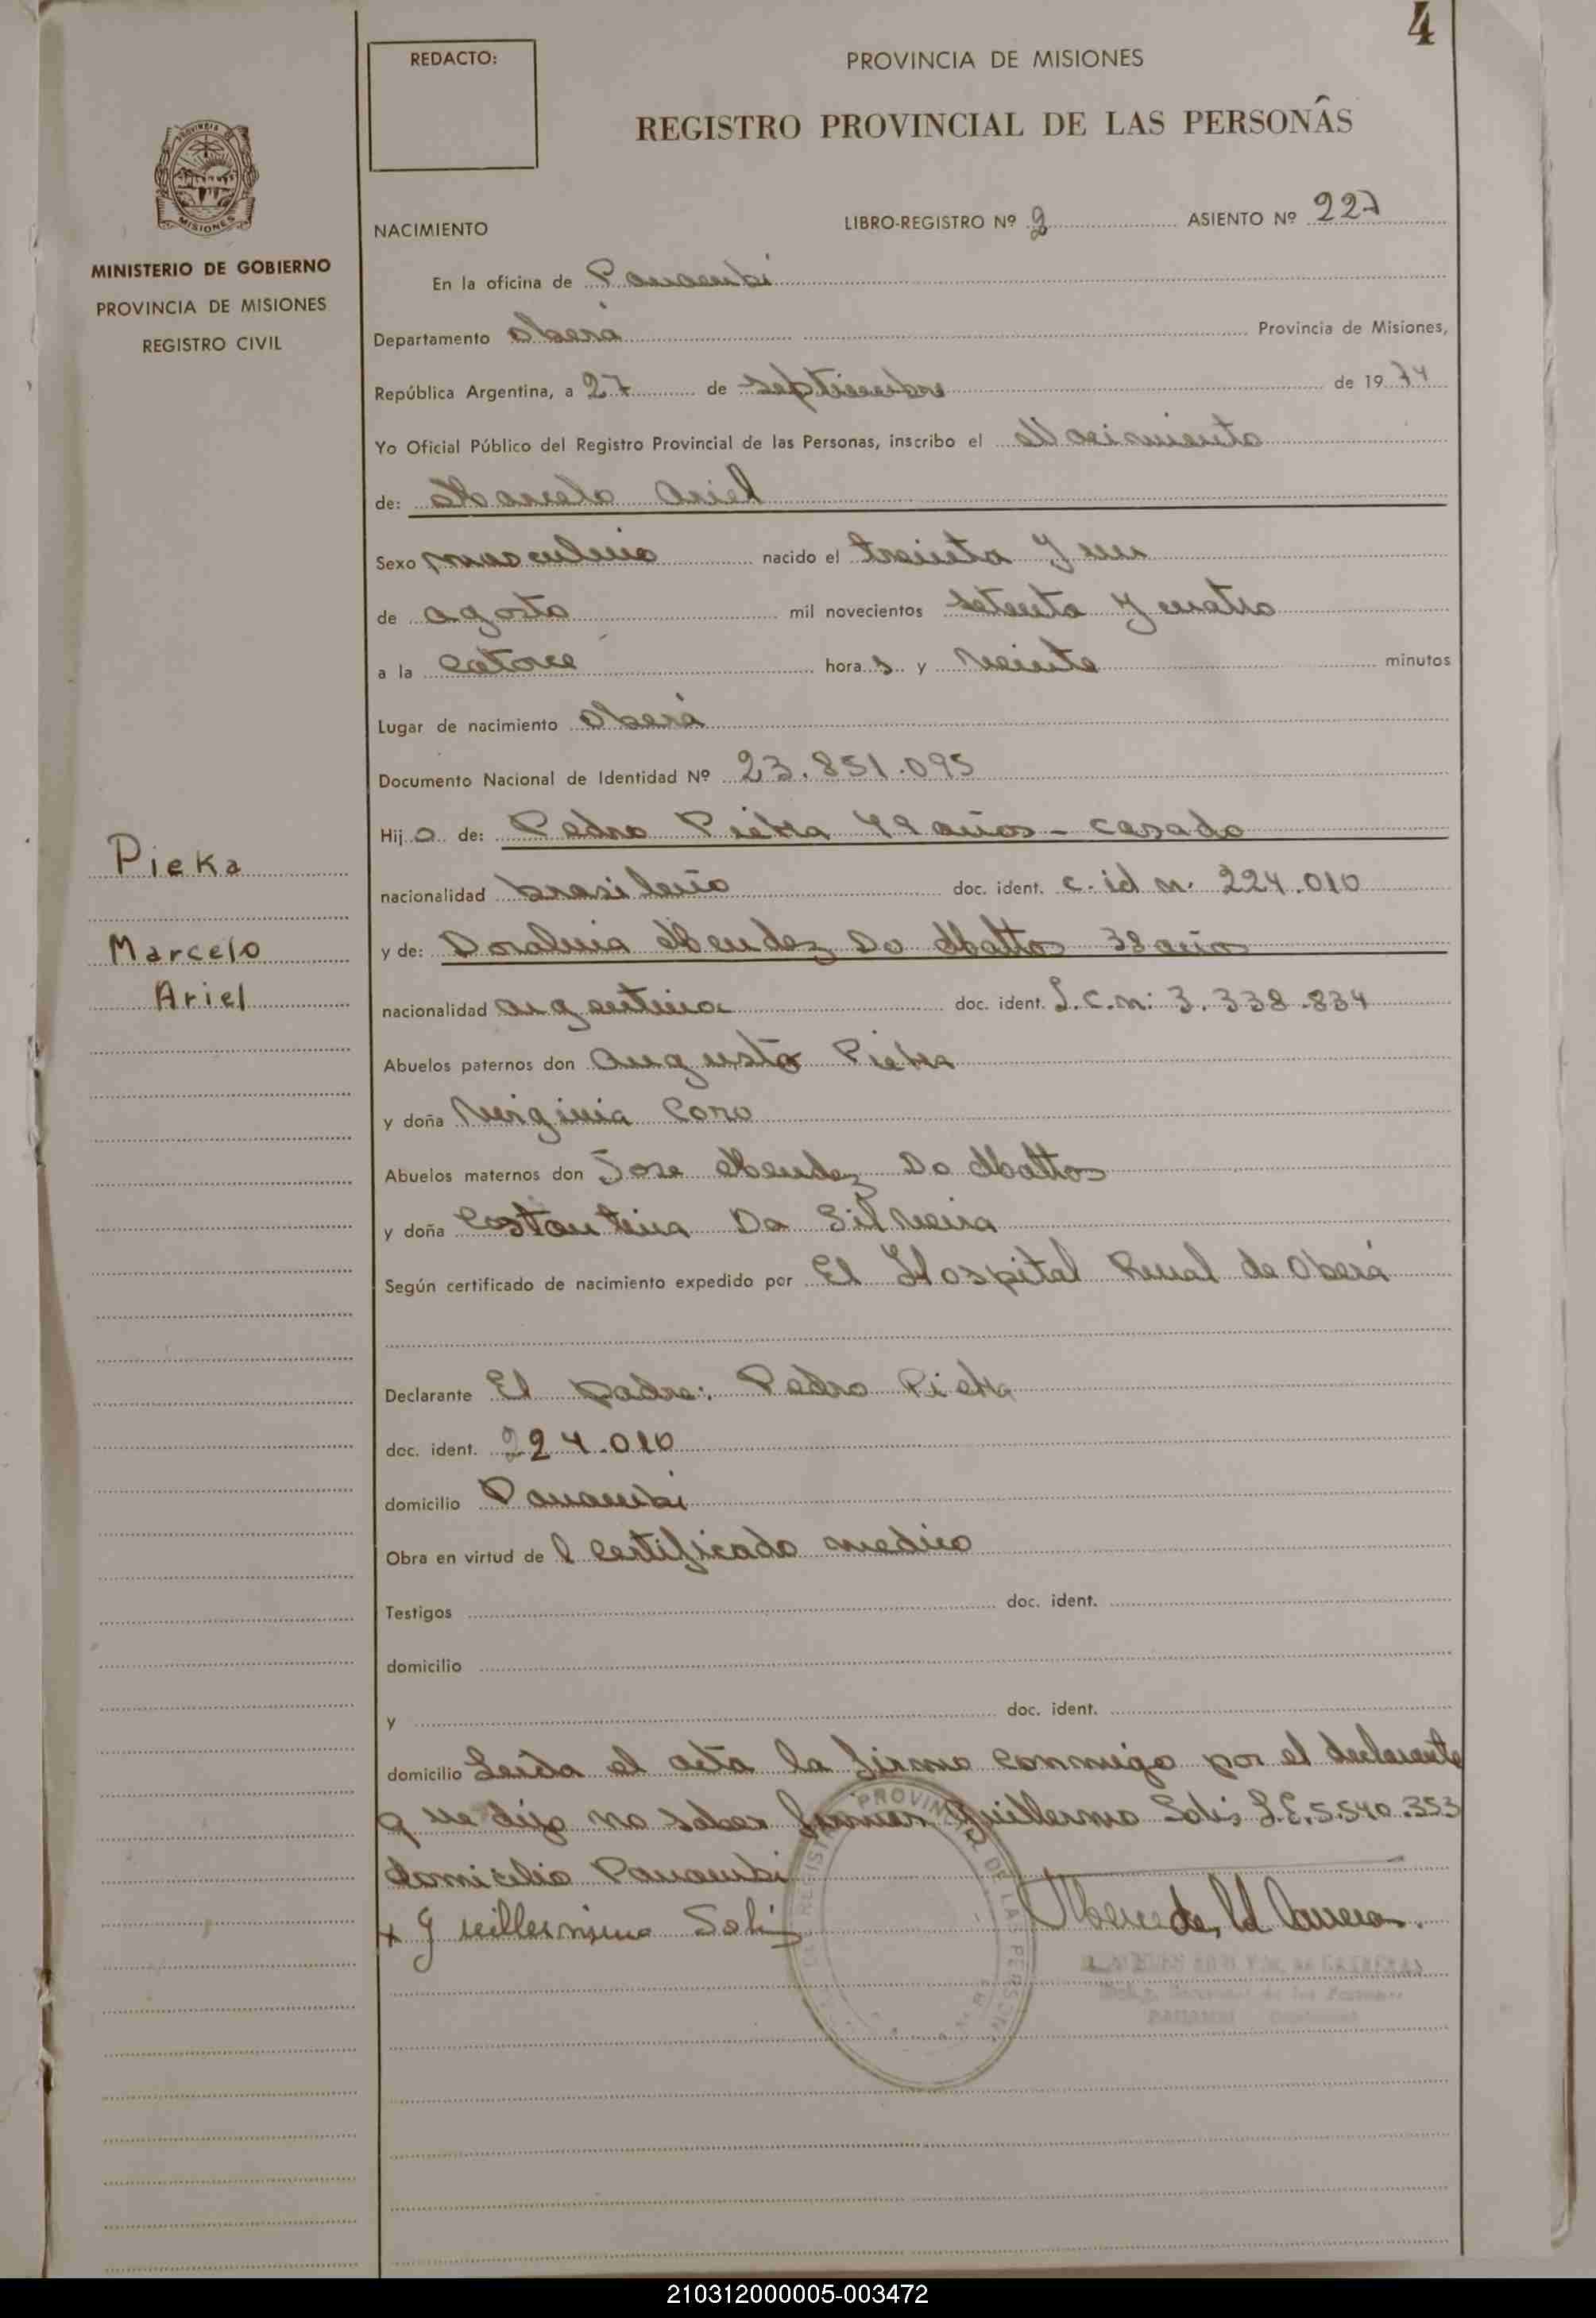 4
REDACTO:
PROVINCIA DE MISIONES
REGISTRO PROVINCIAL DE LAS PERSONAS
MISIONES
MINISTERIO DE GOBIERNO
PROVINCIA DE MISIONES
REGISTRO CIVIL
NACIMIENTO LIBRO-REGISTRO Nº 2 ASIENTO Nº 227
En la oficina de Panambi
Departamento Oberá Provincia de Misiones,
República Argentina, a 27 de septiembre de 1974
Yo Oficial Público del Registro Provincial de las Personas, inscribo el Nacimiento
de: Marcelo Ariel
Sexo masculino nacido el treinta y un
de agosto mil novecientos setenta y cuatro
a la catorce horas y veinte minutos
Lugar de nacimiento Oberá
Documento Nacional de Identidad Nº 23.851.095
Hijo de: Pedro Pieka 49 años - casado
Pieka
nacionalidad brasileño doc. ident. c. id n. 224.010
Marcelo
y de: Doralina Mendez Do Mattos 38 años
Ariel
nacionalidad argentina doc. ident. L.C.n: 3.338.834
Abuelos paternos don Augusto Pieka
y doña Virginia Coro
Abuelos maternos don Jose Mendez Do Mattos
y doña Costantina Da Silveira
Según certificado de nacimiento expedido por El Hospital Rural de Oberá
Declarante El padre: Pedro Pieka
doc. ident. 224.010
domicilio Panambi
Obra en virtud del certificado medico
Testigos doc. ident.
domicilio
y doc. ident.
domicilio Leida el acta la firma conmigo por el declarante
que dijo no saber firmar Guillermo Solis L.E.5.540.353
domicilio Panambi
x Guillermino Solis
210312000005-003472